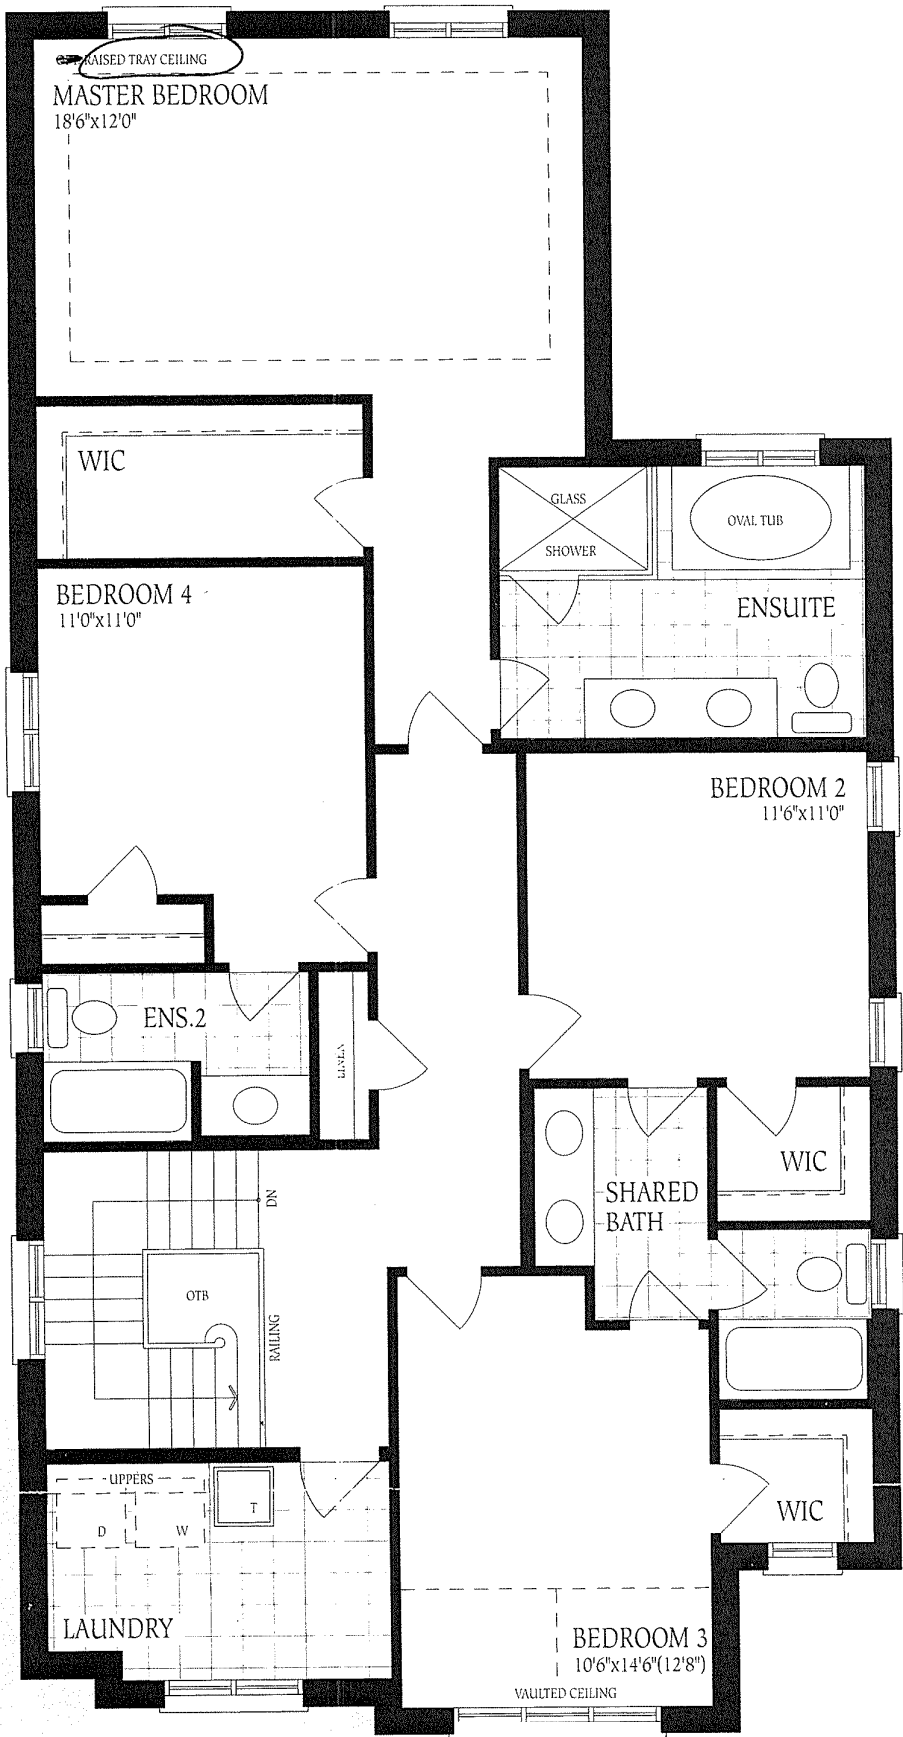 RAISED TRAY CEILING
MASTER BEDROOM
18'6"x12'0"
WIC
GLASS
SHOWER
OVAL TUB
ENSUITE
BEDROOM 4
11'0"x11'0"
BEDROOM 2
11'6"x11'0"
ENS.2
LINEN
WIC
SHARED
BATH
DN
OTB
RAILING
UPPERS
D
W
T
LAUNDRY
WIC
BEDROOM 3
10'6"x14'6"(12'8")
VAULTED CEILING